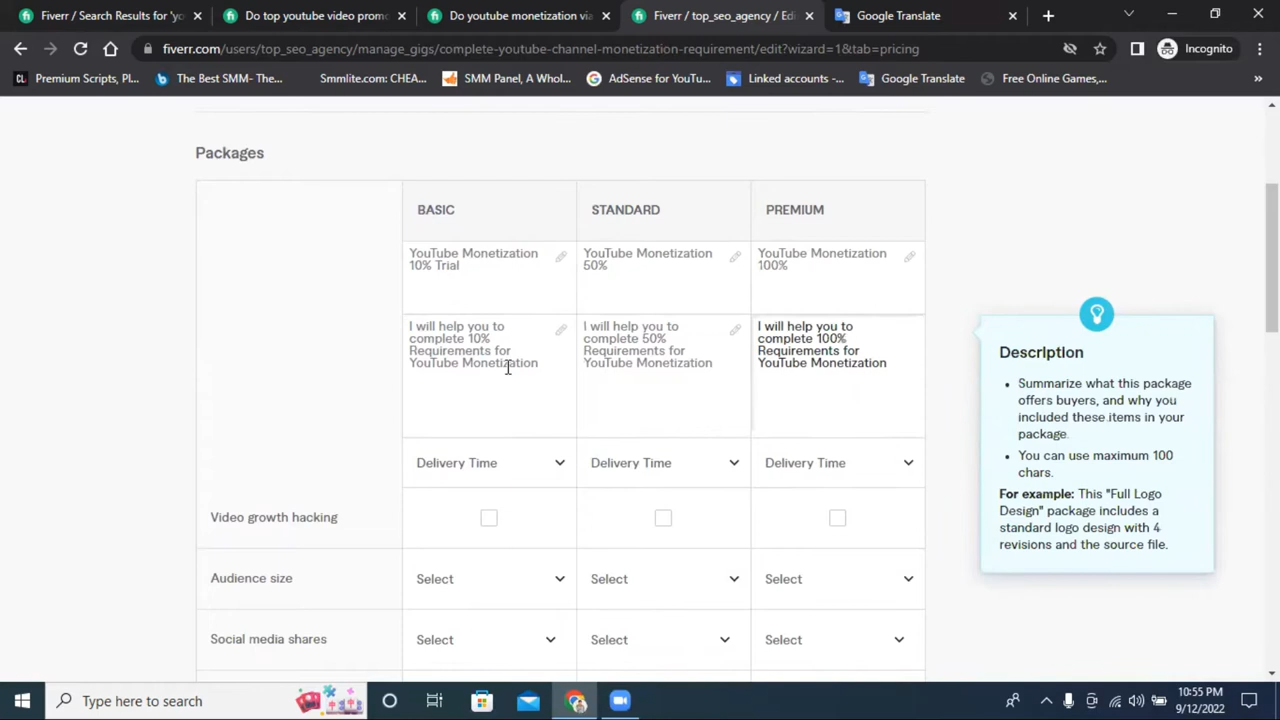 Fiverr / Search Results for 'yo
Do top youtube video promo
Do youtube monetization via
Fiverr / top_seo_agency / Edi
Google Translate
fiverr.com/users/top_seo_agency/manage_gigs/complete-youtube-channel-monetization-requirement/edit?wizard=1&tab=pricing
Incognito
Premium Scripts, Pl...
The Best SMM- The...
Smmlite.com: CHEA...
SMM Panel, A Whol...
AdSense for YouTu...
Linked accounts -...
Google Translate
Free Online Games,...
Packages
BASIC
STANDARD
PREMIUM
YouTube Monetization
10% Trial
YouTube Monetization
50%
YouTube Monetization
100%
I will help you to
complete 10%
Requirements for
YouTube Monetization
I will help you to
complete 50%
Requirements for
YouTube Monetization
I will help you to
complete 100%
Requirements for
YouTube Monetization
Delivery Time
Delivery Time
Delivery Time
Video growth hacking
Audience size
Select
Select
Select
Social media shares
Select
Select
Select
Description
Summarize what this package
offers buyers, and why you
included these items in your
package.
You can use maximum 100
chars.
For example: This "Full Logo
Design" package includes a
standard logo design with 4
revisions and the source file.
Type here to search
10:55 PM
9/12/2022